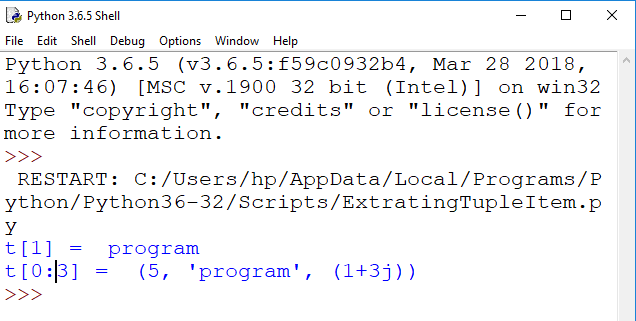 Python 3.6.5 Shell
File Edit Shell Debug Options Window Help
Python 3.6.5 (v3.6.5:f59c0932b4, Mar 28 2018,
16:07:46) [MSC v.1900 32 bit (Intel)] on win32
Type "copyright", "credits" or "license()" for
more information.
>>>
RESTART: C:/Users/hp/AppData/Local/Programs/P
ython/Python36-32/Scripts/ExtratingTupleItem.p
y
t[1] =  program
t[0:3] =  (5, 'program', (1+3j))
>>>